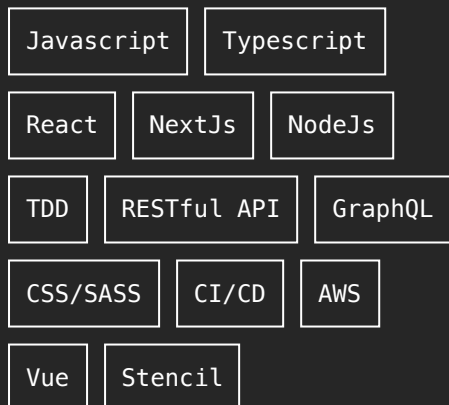 Javascript Typescript
React NextJs NodeJs
TDD RESTful API GraphQL
CSS/SASS CI/CD AWS
Vue Stencil